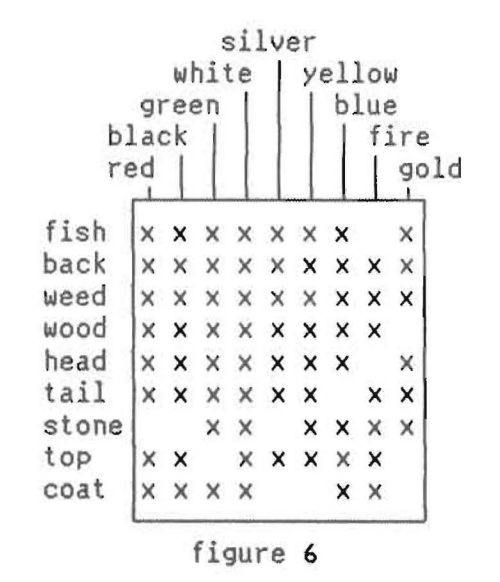 silver
white yellow
green blue
black fire
red gold
fish x x x x x x x x
back x x x x x x x x x
weed x x x x x x x x x
wood x x x x x x x x
head x x x x x x x x
tail x x x x x x x x
stone x x x x x x
top x x x x x x x
coat x x x x x x
figure 6